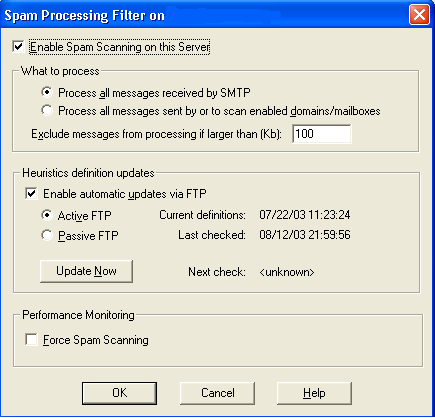 Spam Processing Filter on
Enable Spam Scanning on this Server
What to process
Process all messages received by SMTP
Process all messages sent by or to scan enabled domains/mailboxes
Exclude messages from processing if larger than (Kb): 100
Heuristics definition updates
Enable automatic updates via FTP
Active FTP Current definitions: 07/22/03 11:23:24
Passive FTP Last checked: 08/12/03 21:59:56
Update Now Next check: <unknown>
Performance Monitoring
Force Spam Scanning
OK Cancel Help